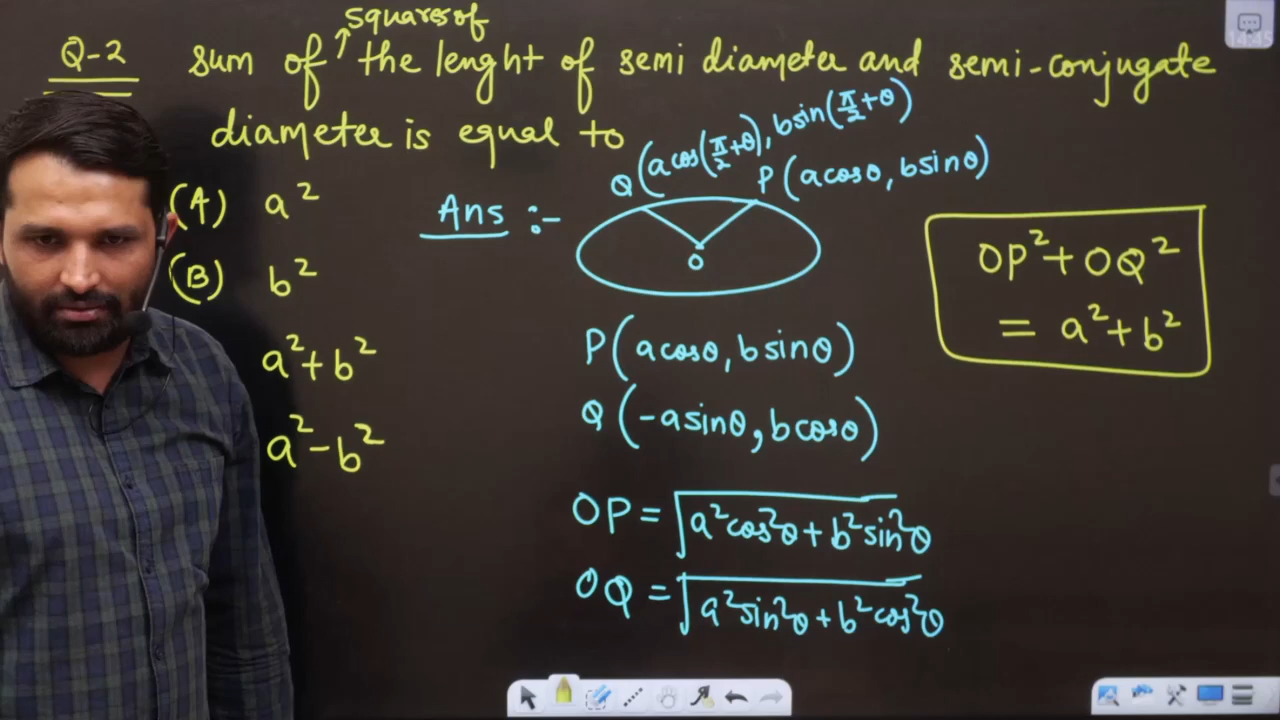 squares of
Q-2 sum of ↑ the lenght of semi diameter and semi-conjugate
diameter is equal to
Q(acos(π/2+θ), bsin(π/2+θ))
P(acosθ, bsinθ)
(A) a²
Ans :-
(B) b²
O
OP²+OQ²
= a²+b²
a²+b²
a²-b²
P(acosθ, bsinθ)
Q(-asinθ, bcosθ)
OP = √a²cos²θ+b²sin²θ
OQ = √a²sin²θ+b²cos²θ